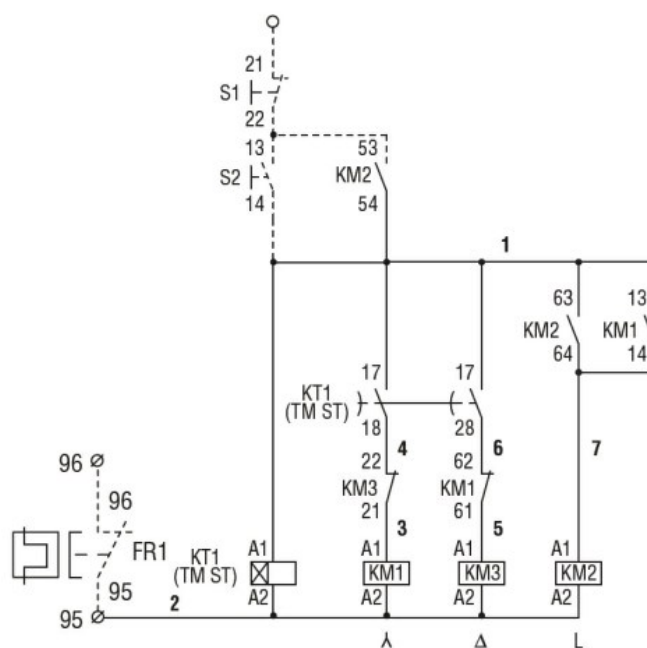 21
S1
22
13 53
S2 KM2
14 54
1
63 13
KM2 KM1
64 14
17 17
KT1
(TM ST)
18 4 28 6 7
96 22 62
96 KM3 KM1
21 3 61 5
FR1 KT1 A1 A1 A1 A1
(TM ST) KM1 KM3 KM2
95 A2 A2 A2 A2
95 2
Δ L